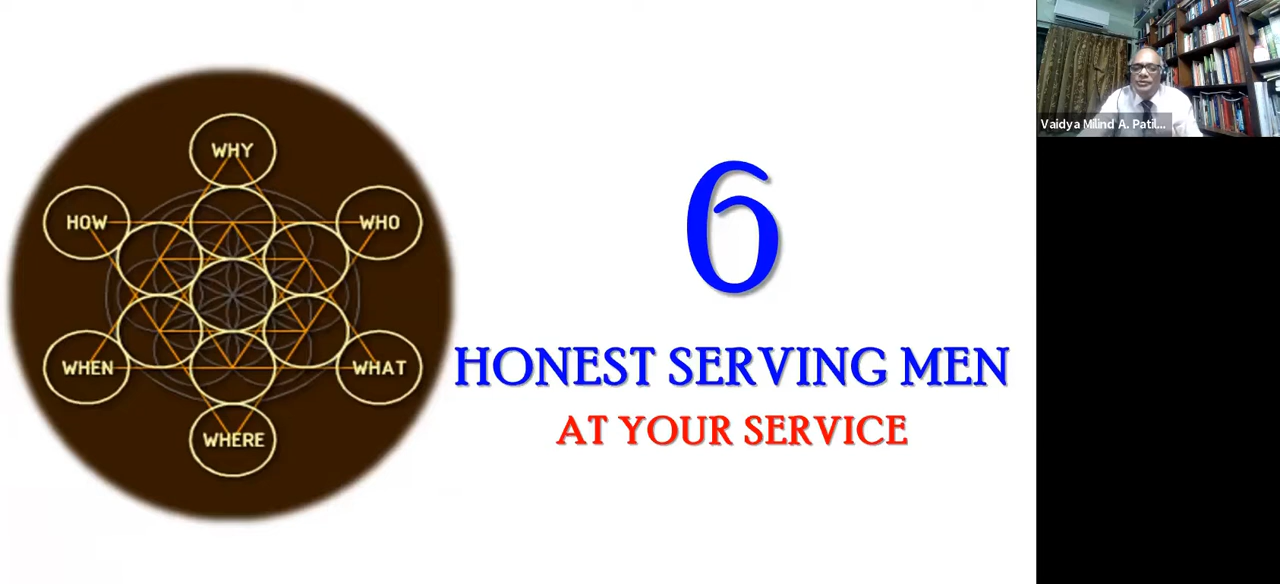 WHY
HOW
WHO
WHEN
WHAT
WHERE
6
HONEST SERVING MEN
AT YOUR SERVICE
Vaidya Milind A. Patil...